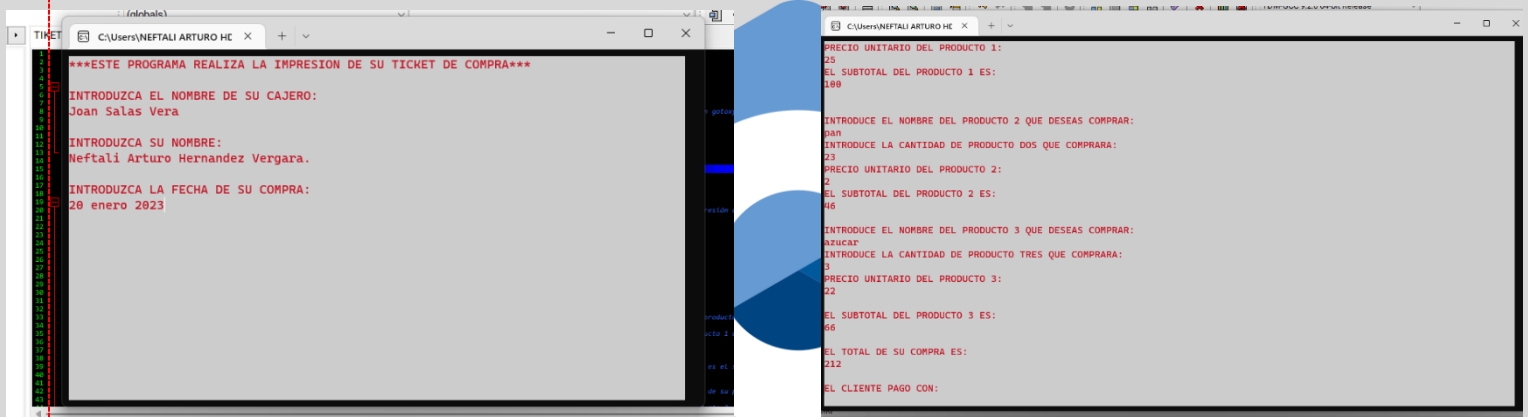 (globals)
TIKET
C:\Users\NEFTALI ARTURO HE
***ESTE PROGRAMA REALIZA LA IMPRESION DE SU TICKET DE COMPRA***
INTRODUZCA EL NOMBRE DE SU CAJERO:
Joan Salas Vera
INTRODUZCA SU NOMBRE:
Neftali Arturo Hernandez Vergara.
INTRODUZCA LA FECHA DE SU COMPRA:
20 enero 2023
C:\Users\NEFTALI ARTURO HE
PRECIO UNITARIO DEL PRODUCTO 1:
25
EL SUBTOTAL DEL PRODUCTO 1 ES:
100
INTRODUCE EL NOMBRE DEL PRODUCTO 2 QUE DESEAS COMPRAR:
pan
INTRODUCE LA CANTIDAD DE PRODUCTO DOS QUE COMPRARA:
23
PRECIO UNITARIO DEL PRODUCTO 2:
2
EL SUBTOTAL DEL PRODUCTO 2 ES:
46
INTRODUCE EL NOMBRE DEL PRODUCTO 3 QUE DESEAS COMPRAR:
azucar
INTRODUCE LA CANTIDAD DE PRODUCTO TRES QUE COMPRARA:
3
PRECIO UNITARIO DEL PRODUCTO 3:
22
EL SUBTOTAL DEL PRODUCTO 3 ES:
66
EL TOTAL DE SU COMPRA ES:
212
EL CLIENTE PAGO CON: